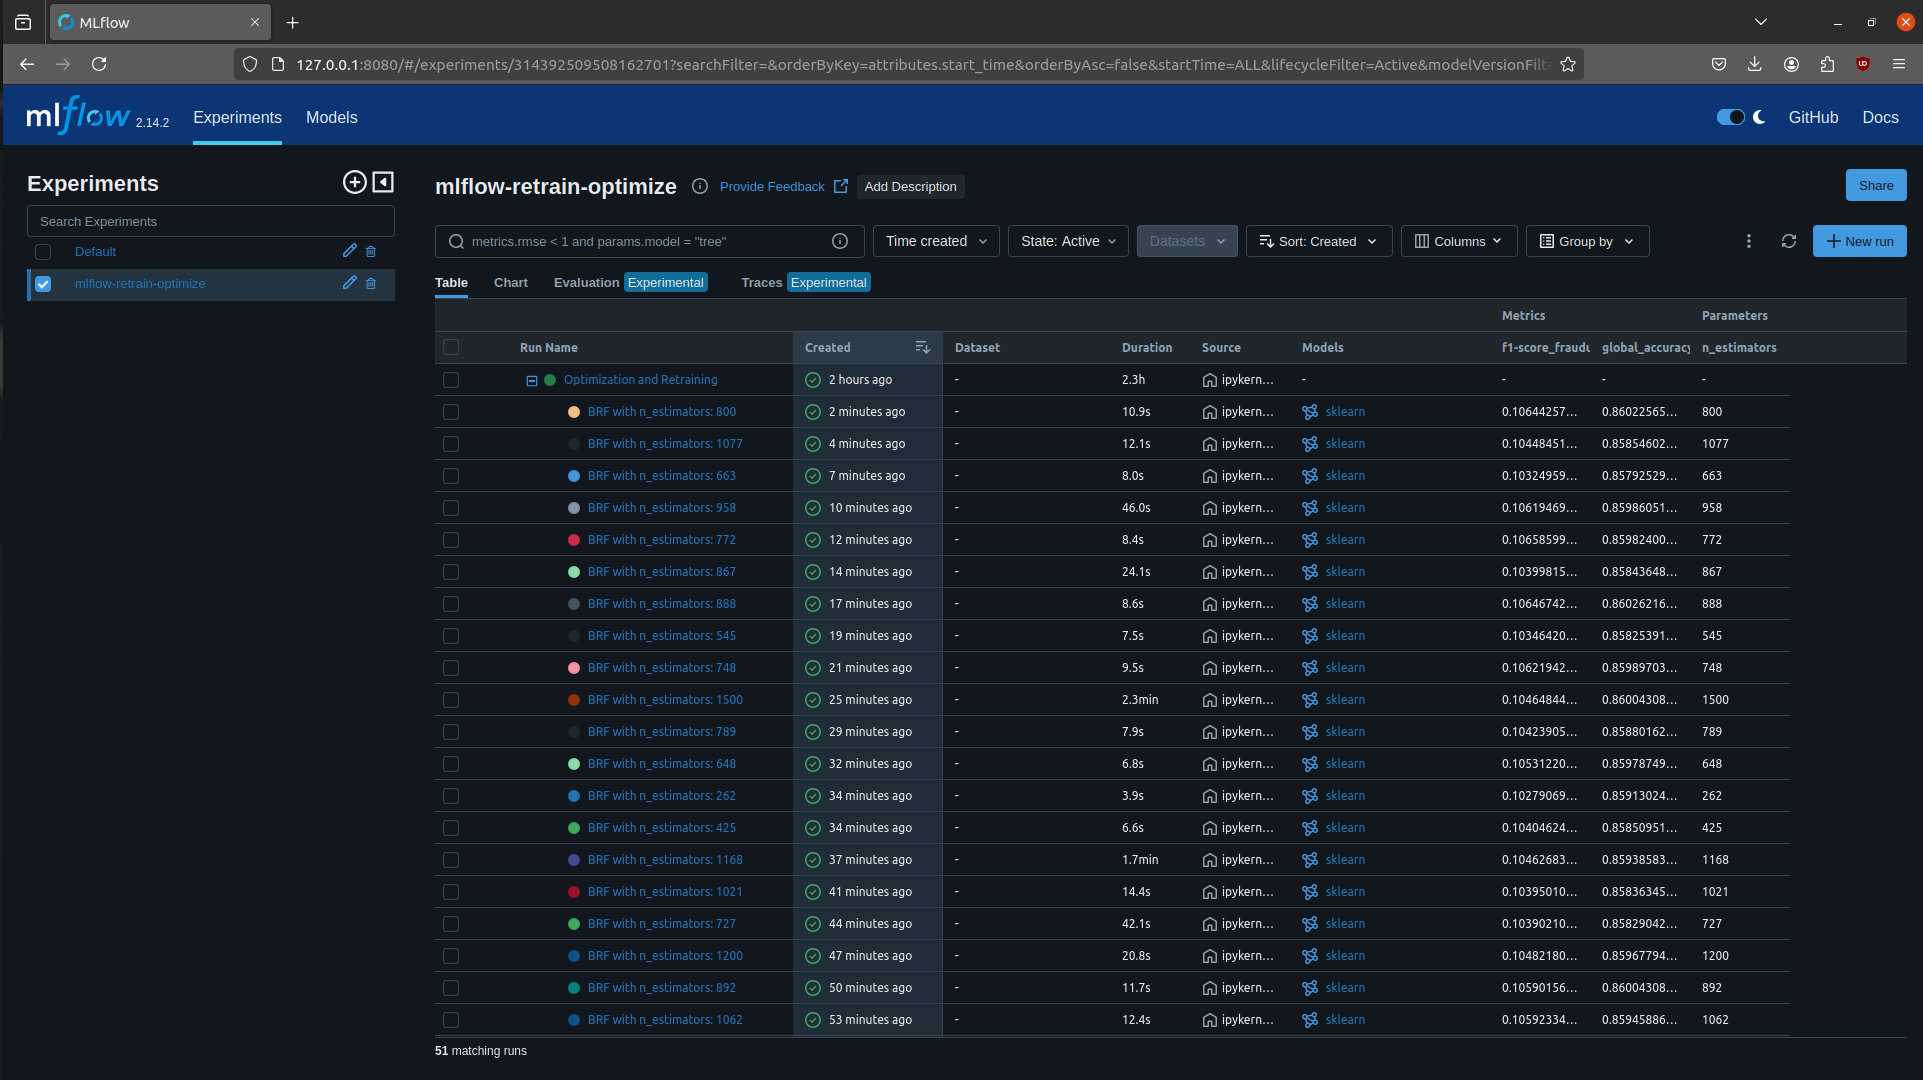 MLflow
127.0.0.1:8080/#/experiments/314392509508162701?searchFilter=&orderByKey=attributes.start_time&orderByAsc=false&startTime=ALL&lifecycleFilter=Active&modelVersionFilt
mlflow 2.14.2 Experiments Models GitHub Docs
Experiments
Search Experiments
Default
mlflow-retrain-optimize
mlflow-retrain-optimize Provide Feedback Add Description Share
metrics.rmse < 1 and params.model = "tree" Time created State: Active Datasets Sort: Created Columns Group by New run
Table Chart Evaluation Experimental Traces Experimental
Metrics Parameters
Run Name Created Dataset Duration Source Models f1-score_fraudu global_accuracy n_estimators
Optimization and Retraining 2 hours ago - 2.3h ipykern... - - - -
BRF with n_estimators: 800 2 minutes ago - 10.9s ipykern... sklearn 0.10644257... 0.86022565... 800
BRF with n_estimators: 1077 4 minutes ago - 12.1s ipykern... sklearn 0.10448451... 0.85854602... 1077
BRF with n_estimators: 663 7 minutes ago - 8.0s ipykern... sklearn 0.10324959... 0.85792529... 663
BRF with n_estimators: 958 10 minutes ago - 46.0s ipykern... sklearn 0.10619469... 0.85986051... 958
BRF with n_estimators: 772 12 minutes ago - 8.4s ipykern... sklearn 0.10658599... 0.85982400... 772
BRF with n_estimators: 867 14 minutes ago - 24.1s ipykern... sklearn 0.10399815... 0.85843648... 867
BRF with n_estimators: 888 17 minutes ago - 8.6s ipykern... sklearn 0.10646742... 0.86026216... 888
BRF with n_estimators: 545 19 minutes ago - 7.5s ipykern... sklearn 0.10346420... 0.85825391... 545
BRF with n_estimators: 748 21 minutes ago - 9.5s ipykern... sklearn 0.10621942... 0.85989703... 748
BRF with n_estimators: 1500 25 minutes ago - 2.3min ipykern... sklearn 0.10464844... 0.86004308... 1500
BRF with n_estimators: 789 29 minutes ago - 7.9s ipykern... sklearn 0.10423905... 0.85880162... 789
BRF with n_estimators: 648 32 minutes ago - 6.8s ipykern... sklearn 0.10531220... 0.85978749... 648
BRF with n_estimators: 262 34 minutes ago - 3.9s ipykern... sklearn 0.10279069... 0.85913024... 262
BRF with n_estimators: 425 34 minutes ago - 6.6s ipykern... sklearn 0.10404624... 0.85850951... 425
BRF with n_estimators: 1168 37 minutes ago - 1.7min ipykern... sklearn 0.10462683... 0.85938583... 1168
BRF with n_estimators: 1021 41 minutes ago - 14.4s ipykern... sklearn 0.10395010... 0.85836345... 1021
BRF with n_estimators: 727 44 minutes ago - 42.1s ipykern... sklearn 0.10390210... 0.85829042... 727
BRF with n_estimators: 1200 47 minutes ago - 20.8s ipykern... sklearn 0.10482180... 0.85967794... 1200
BRF with n_estimators: 892 50 minutes ago - 11.7s ipykern... sklearn 0.10590156... 0.86004308... 892
BRF with n_estimators: 1062 53 minutes ago - 12.4s ipykern... sklearn 0.10592334... 0.85945886... 1062
51 matching runs